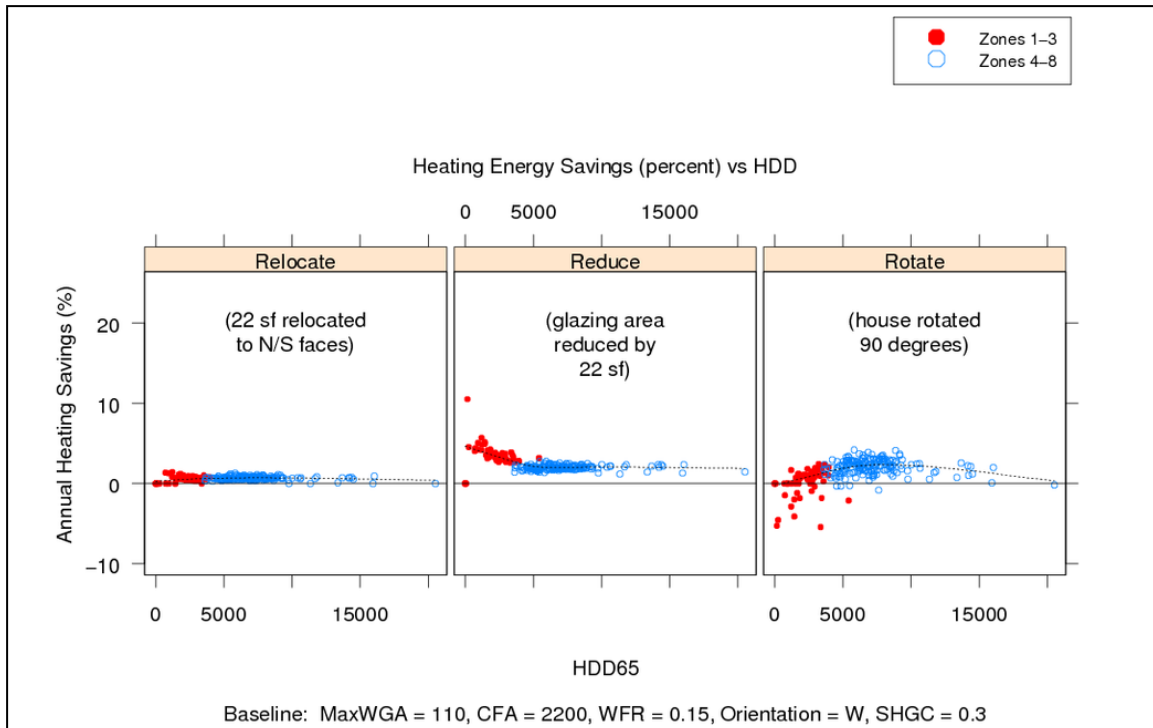 Zones 1–3
Zones 4–8
Heating Energy Savings (percent) vs HDD
0 5000 15000
Relocate Reduce Rotate
(22 sf relocated
to N/S faces)
(glazing area
reduced by
22 sf)
(house rotated
90 degrees)
Annual Heating Savings (%)
20
10
0
−10
0 5000 15000 0 5000 15000
HDD65
Baseline: MaxWGA = 110, CFA = 2200, WFR = 0.15, Orientation = W, SHGC = 0.3